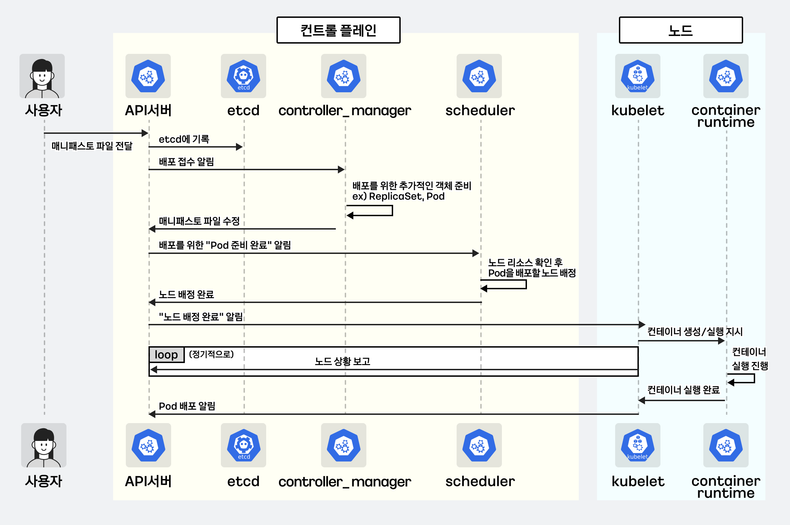 컨트롤 플레인
노드
etcd
kubelet
사용자
API서버
etcd
controller_manager
scheduler
kubelet
container
runtime
매니패스토 파일 전달
etcd에 기록
배포 접수 알림
배포를 위한 추가적인 객체 준비
ex) ReplicaSet, Pod
매니패스토 파일 수정
배포를 위한 "Pod 준비 완료" 알림
노드 리소스 확인 후
Pod을 배포할 노드 배정
노드 배정 완료
"노드 배정 완료" 알림
컨테이너 생성/실행 지시
loop
(정기적으로)
노드 상황 보고
컨테이너
실행 진행
컨테이너 실행 완료
Pod 배포 알림
etcd
kubelet
사용자
API서버
etcd
controller_manager
scheduler
kubelet
container
runtime